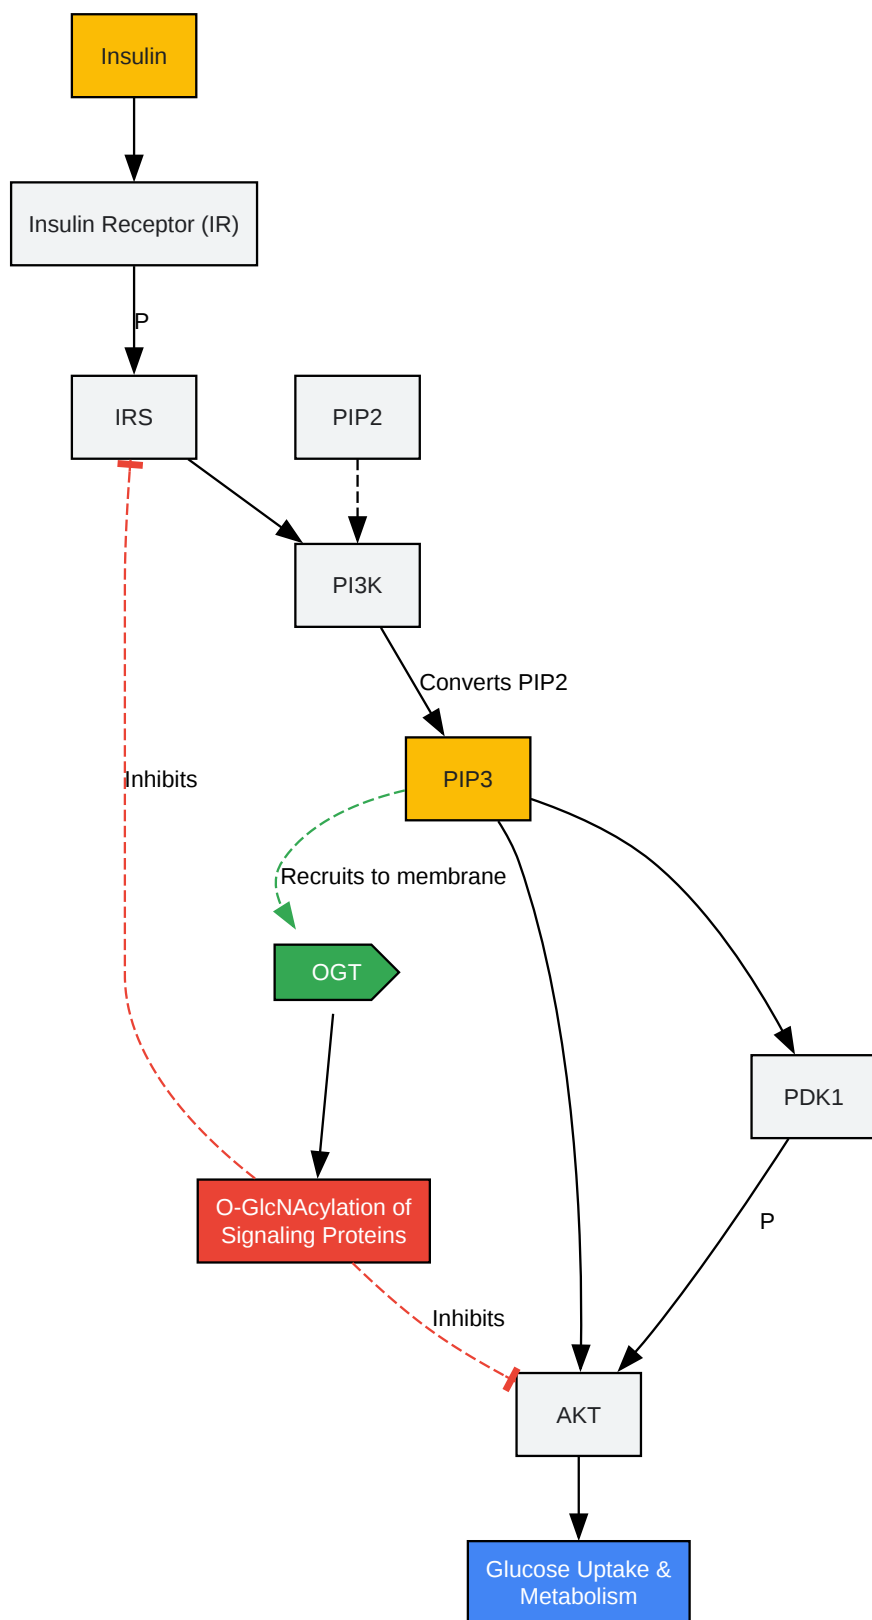 Insulin
Insulin Receptor (IR)
P
IRS
PIP2
PI3K
Converts PIP2
PIP3
Inhibits
Recruits to membrane
OGT
PDK1
O-GlcNAcylation of
Signaling Proteins
P
Inhibits
AKT
Glucose Uptake &
Metabolism